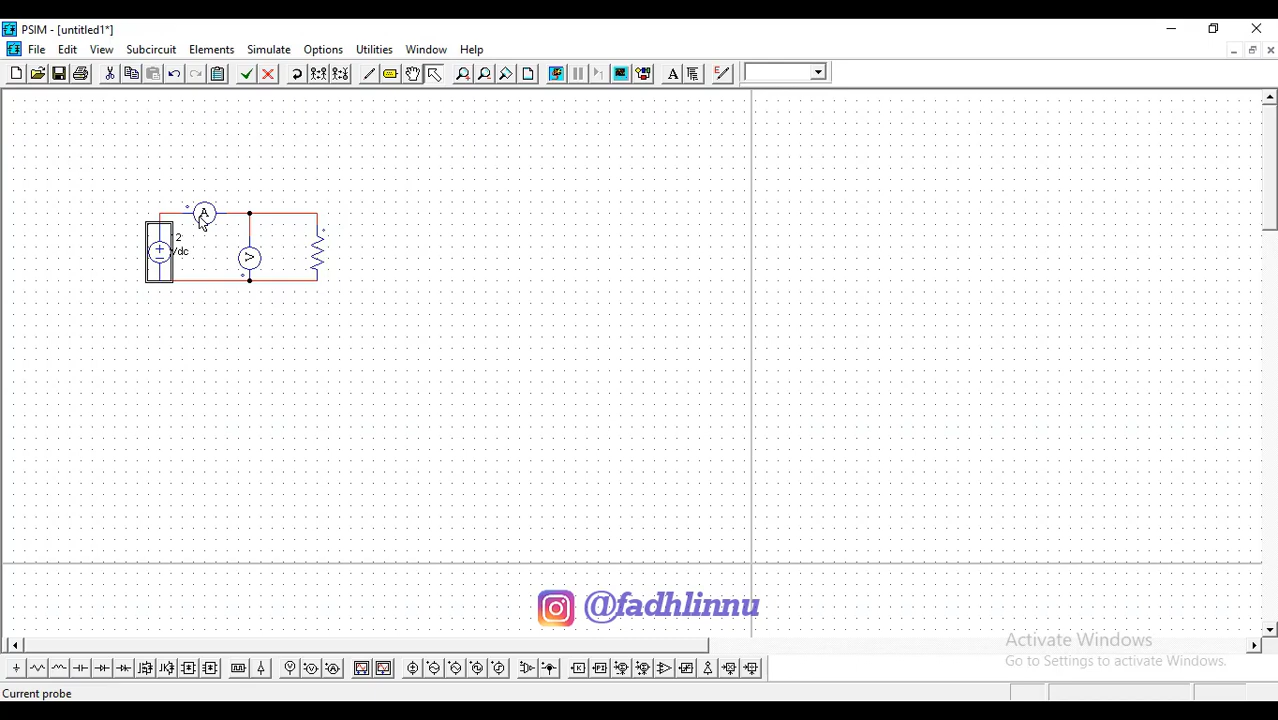 PSIM - [untitled1*]
File Edit View Subcircuit Elements Simulate Options Utilities Window Help
A
2
Vdc
V
@fadhlinnu
Activate Windows
Go to Settings to activate Windows.
Current probe